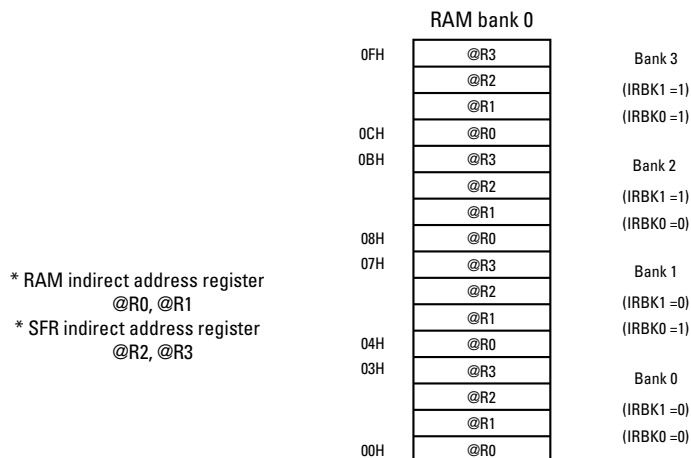 RAM bank 0
0FH @R3 Bank 3
@R2 (IRBK1 =1)
@R1 (IRBK0 =1)
0CH @R0
0BH @R3 Bank 2
@R2 (IRBK1 =1)
@R1 (IRBK0 =0)
08H @R0
07H @R3 Bank 1
@R2 (IRBK1 =0)
@R1 (IRBK0 =1)
04H @R0
03H @R3 Bank 0
@R2 (IRBK1 =0)
@R1 (IRBK0 =0)
00H @R0
* RAM indirect address register
@R0, @R1
* SFR indirect address register
@R2, @R3